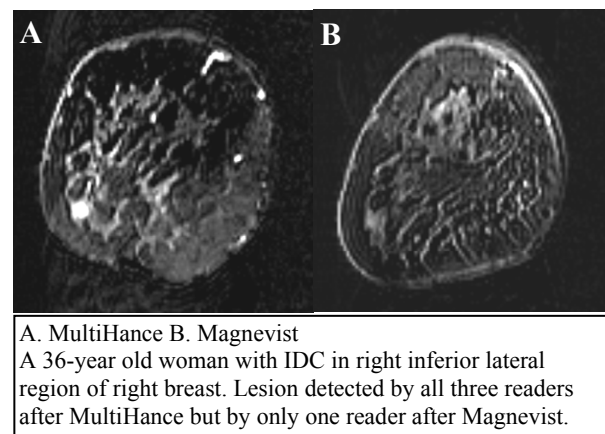 A B
A. MultiHance B. Magnevist
A 36-year old woman with IDC in right inferior lateral
region of right breast. Lesion detected by all three readers
after MultiHance but by only one reader after Magnevist.